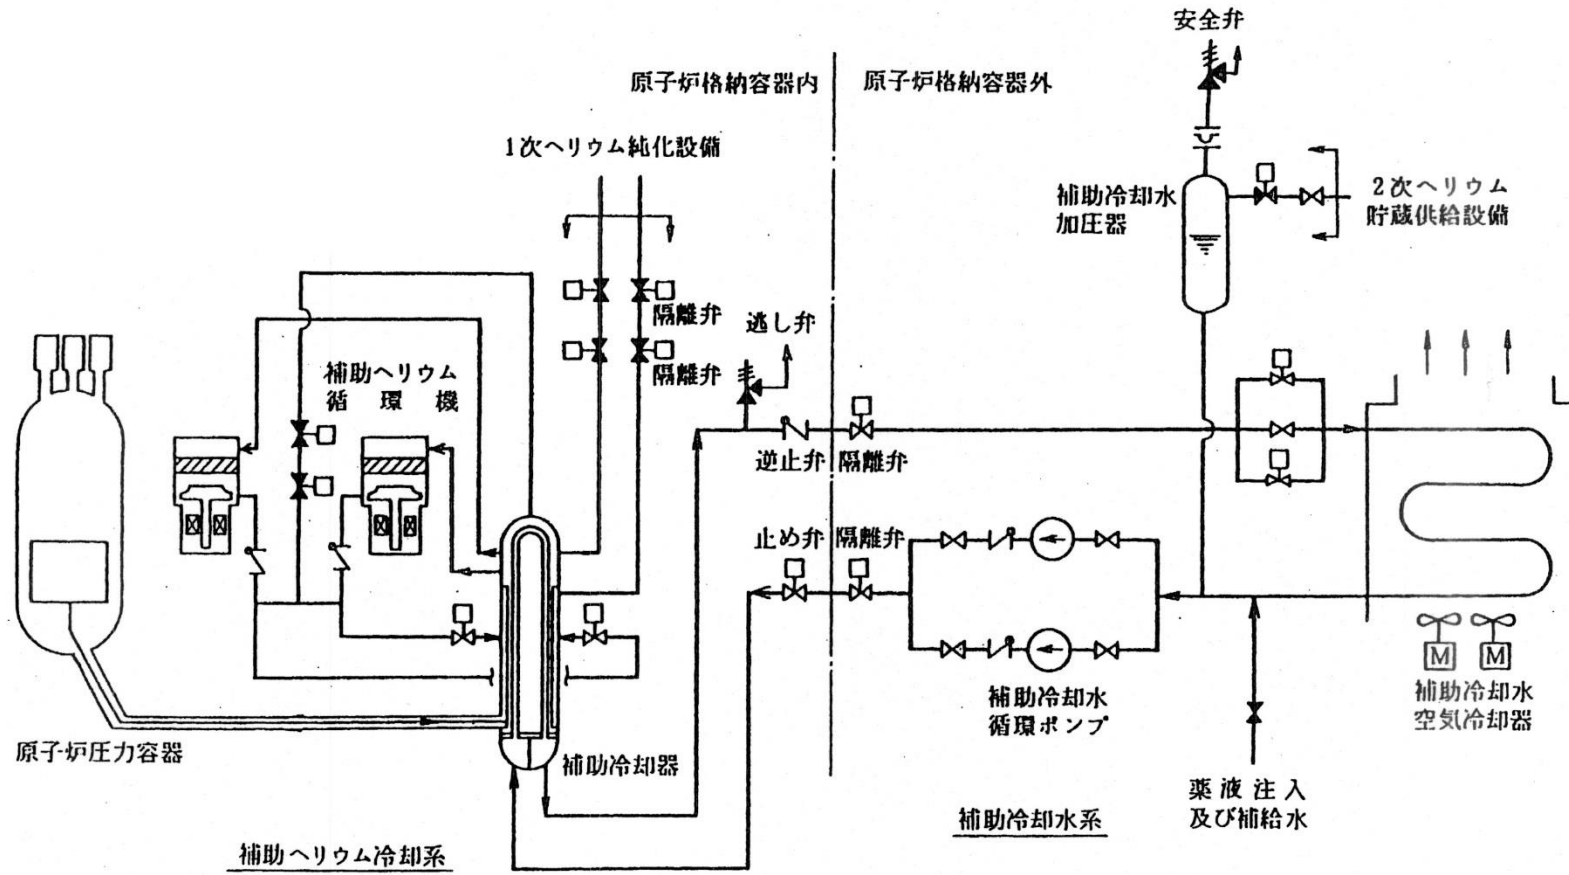 安全弁
原子炉格納容器内
原子炉格納容器外
1次ヘリウム純化設備
補助冷却水
加圧器
2次ヘリウム
貯蔵供給設備
隔離弁
逃し弁
隔離弁
補助ヘリウム
循環機
逆止弁
隔離弁
止め弁
隔離弁
補助冷却水
循環ポンプ
M
M
補助冷却水
空気冷却器
原子炉圧力容器
補助冷却器
薬液注入
及び補給水
補助冷却水系
補助ヘリウム冷却系